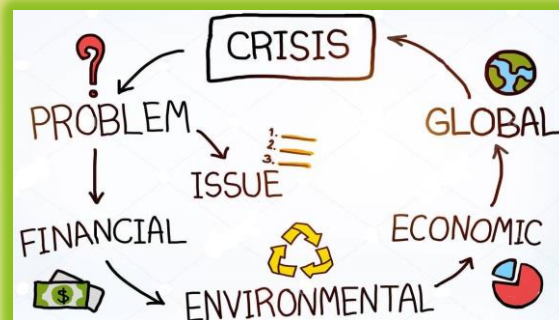 CRISIS
PROBLEM
GLOBAL
1.
2.
3.
ISSUE
FINANCIAL
ECONOMIC
$
ENVIRONMENTAL